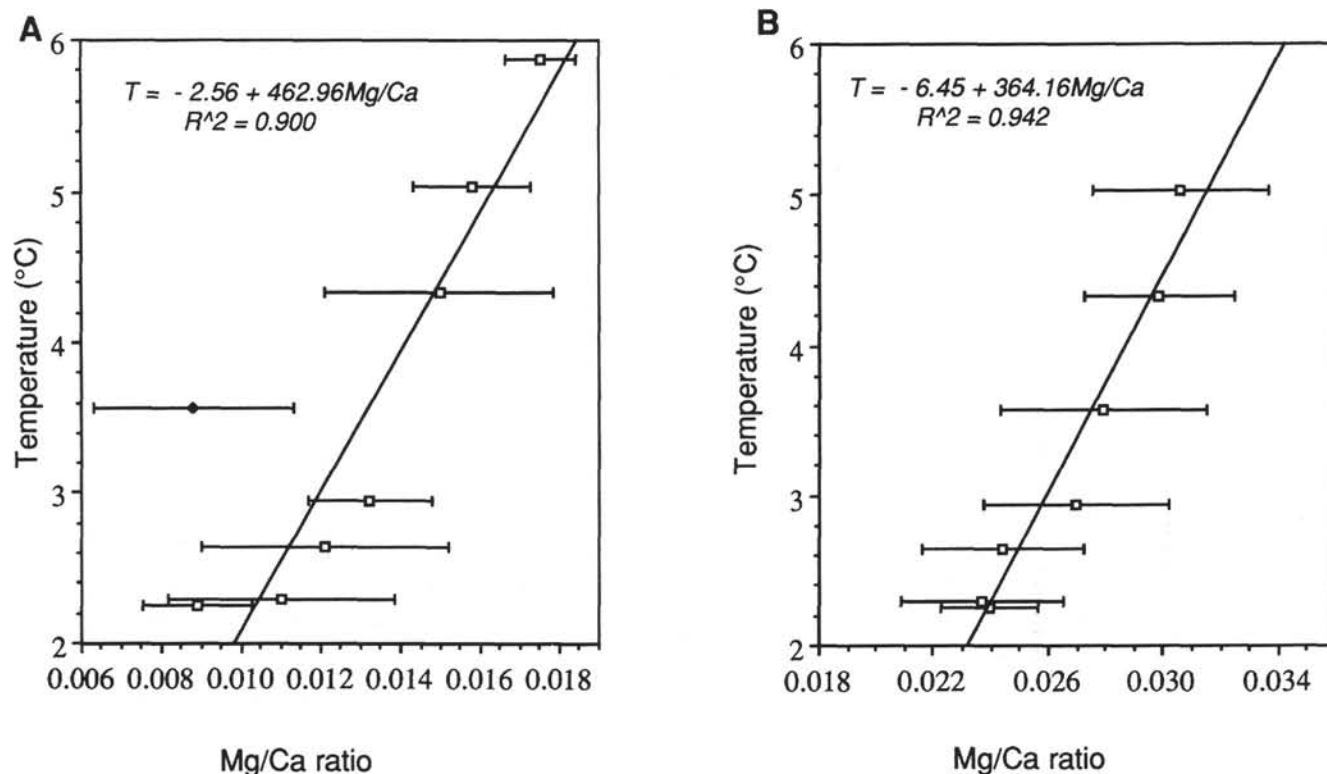 A
T = - 2.56 + 462.96Mg/Ca
R^2 = 0.900
6
5
4
3
2
Temperature (°C)
0.006 0.008 0.010 0.012 0.014 0.016 0.018
Mg/Ca ratio
B
T = - 6.45 + 364.16Mg/Ca
R^2 = 0.942
6
5
4
3
2
Temperature (°C)
0.018 0.022 0.026 0.030 0.034
Mg/Ca ratio